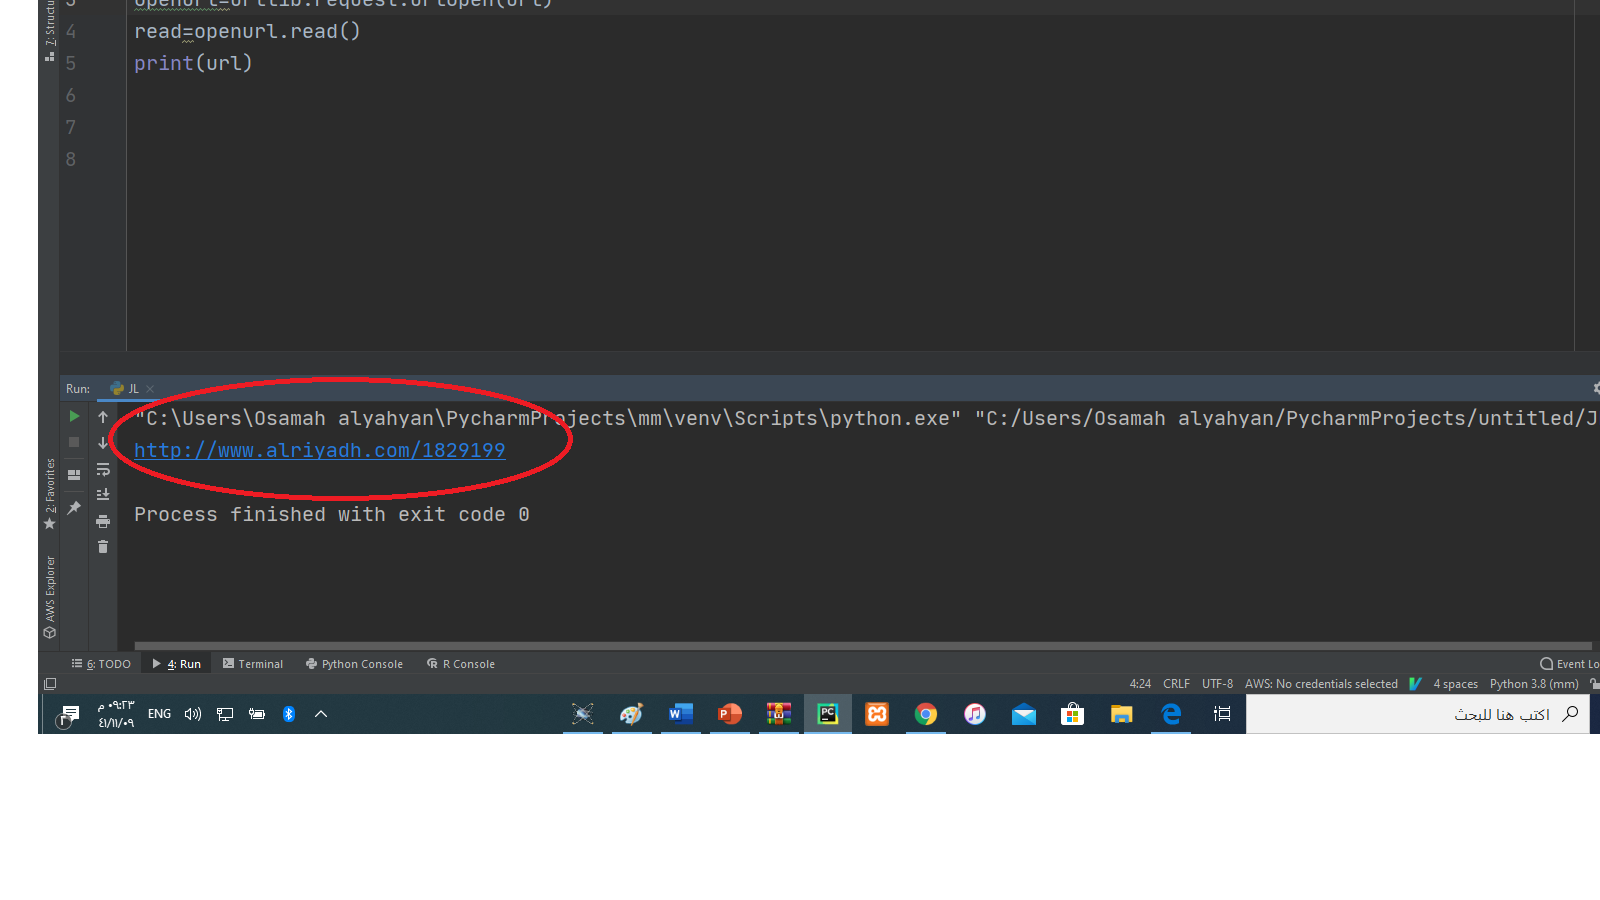 3 openurl=urllib.request.urlopen(url)
4 read=openurl.read()
5 print(url)
6
7
8
7: Structu
Run: JL
"C:\Users\Osamah alyahyan\PycharmProjects\mm\venv\Scripts\python.exe" "C:/Users/Osamah alyahyan/PycharmProjects/untitled/J
http://www.alriyadh.com/1829199
Process finished with exit code 0
2: Favorites
AWS Explorer
6: TODO 4: Run Terminal Python Console R Console Event Lo
4:24 CRLF UTF-8 AWS: No credentials selected 4 spaces Python 3.8 (mm)
٠٩:٢٣ م
٤١/١١/٠٩
ENG
اكتب هنا للبحث